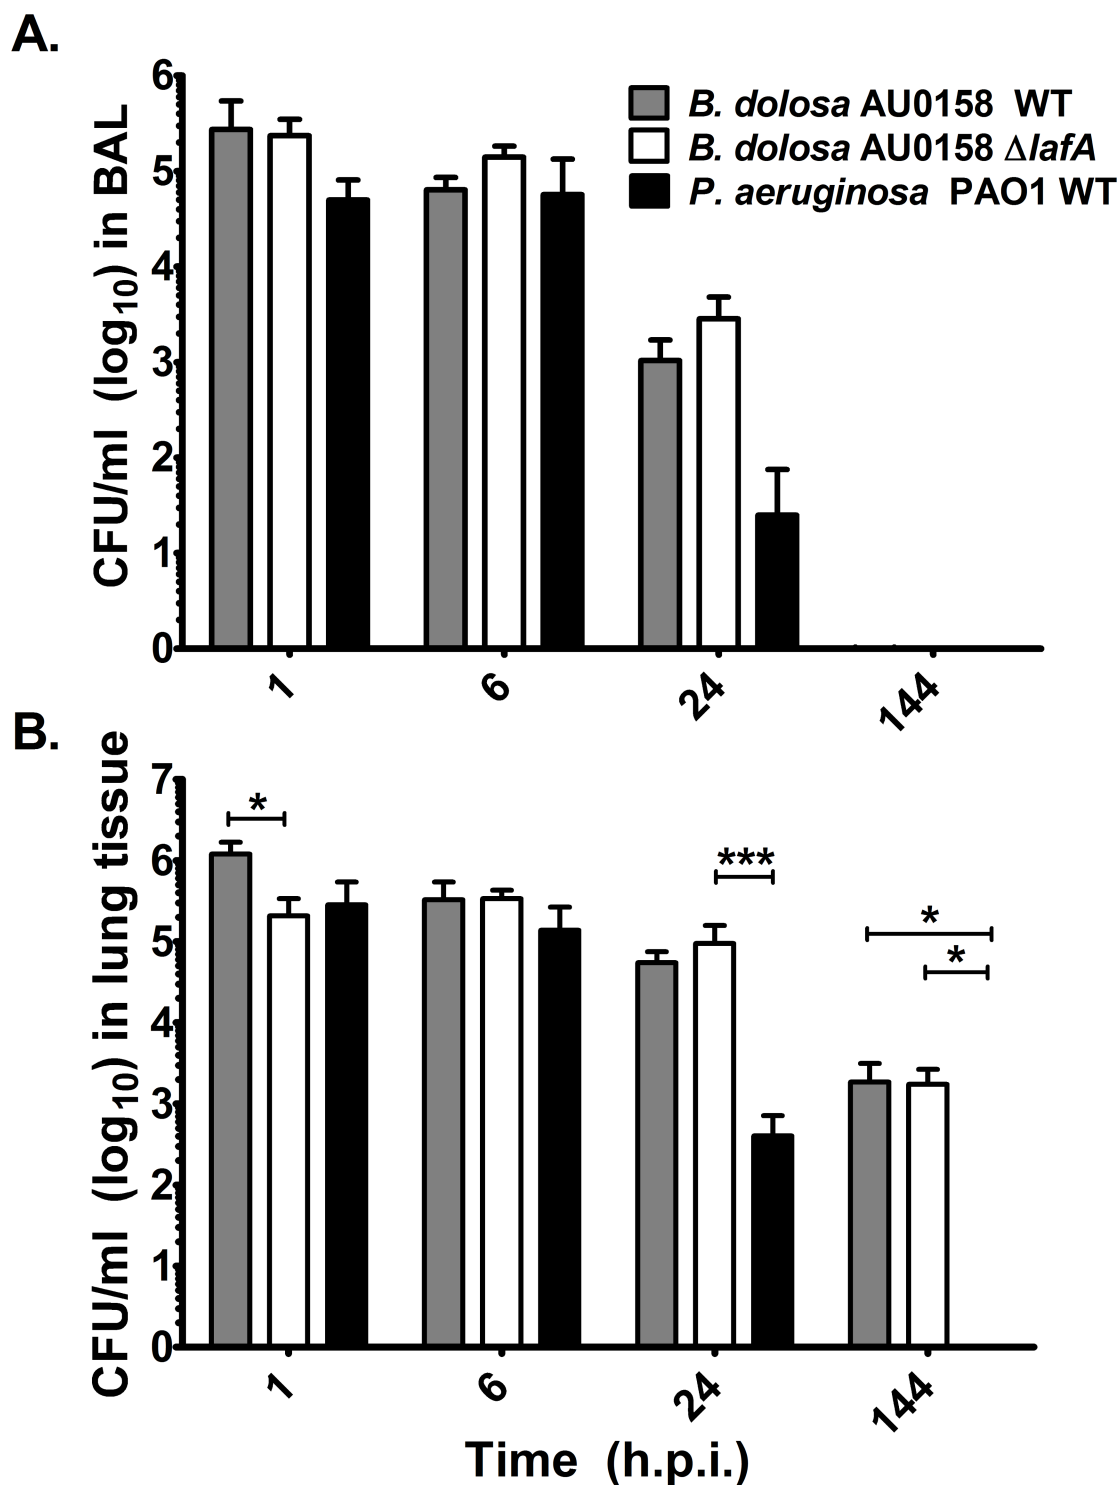 A.
B. dolosa AU0158 WT
B. dolosa AU0158 ΔlafA
P. aeruginosa PAO1 WT
CFU/ml (log10) in BAL
6
5
4
3
2
1
0
1 6 24 144
B.
CFU/ml (log10) in lung tissue
7
6
5
4
3
2
1
0
*
***
*
*
1 6 24 144
Time (h.p.i.)